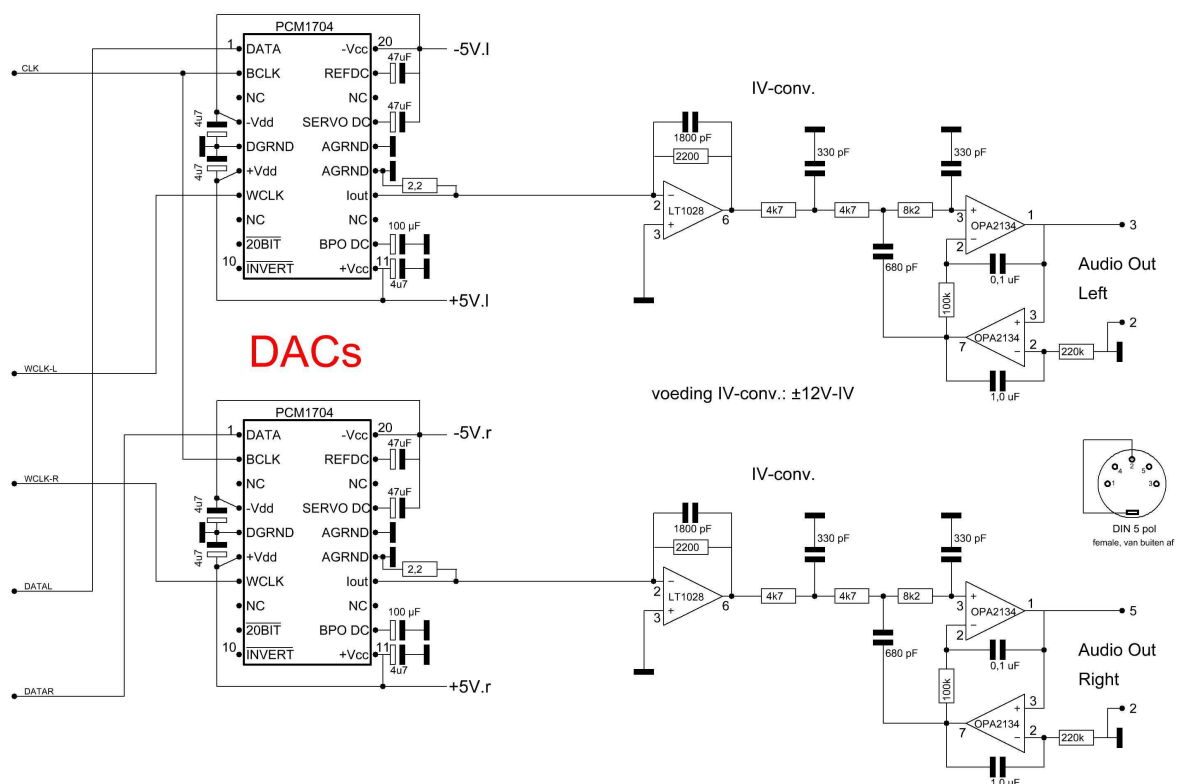 PCM1704
1 DATA -Vcc 20 -5V.l
CLK
BCLK REFDC 47uF
NC NC
-Vdd SERVO DC 47uF
4u7
DGRND AGRND
4u7
+Vdd AGRND
2,2
WCLK Iout
NC NC
20BIT BPO DC 100 µF
10 INVERT +Vcc 11
4u7
+5V.l
IV-conv.
1800 pF
2200
2 − LT1028 6
3 +
4k7
330 pF
4k7
8k2
330 pF
680 pF
3 + OPA2134 1
2 −
3
0,1 uF
100k
Audio Out
Left
3 +
7 OPA2134 2 −
220k
2
1,0 uF
DACs
WCLK-L
voeding IV-conv.: ±12V-IV
PCM1704
1 DATA -Vcc 20 -5V.r
BCLK REFDC 47uF
NC NC
WCLK-R
-Vdd SERVO DC 47uF
4u7
DGRND AGRND
4u7
+Vdd AGRND
2,2
DATAL
WCLK Iout
NC NC
20BIT BPO DC 100 µF
10 INVERT +Vcc 11
4u7
DATAR
+5V.r
IV-conv.
1800 pF
2200
2 − LT1028 6
3 +
4k7
330 pF
4k7
8k2
330 pF
680 pF
3 + OPA2134 1
2 −
5
0,1 uF
100k
Audio Out
Right
3 +
7 OPA2134 2 −
220k
2
1,0 uF
4 2 5
1 3
DIN 5 pol
female, van buiten af